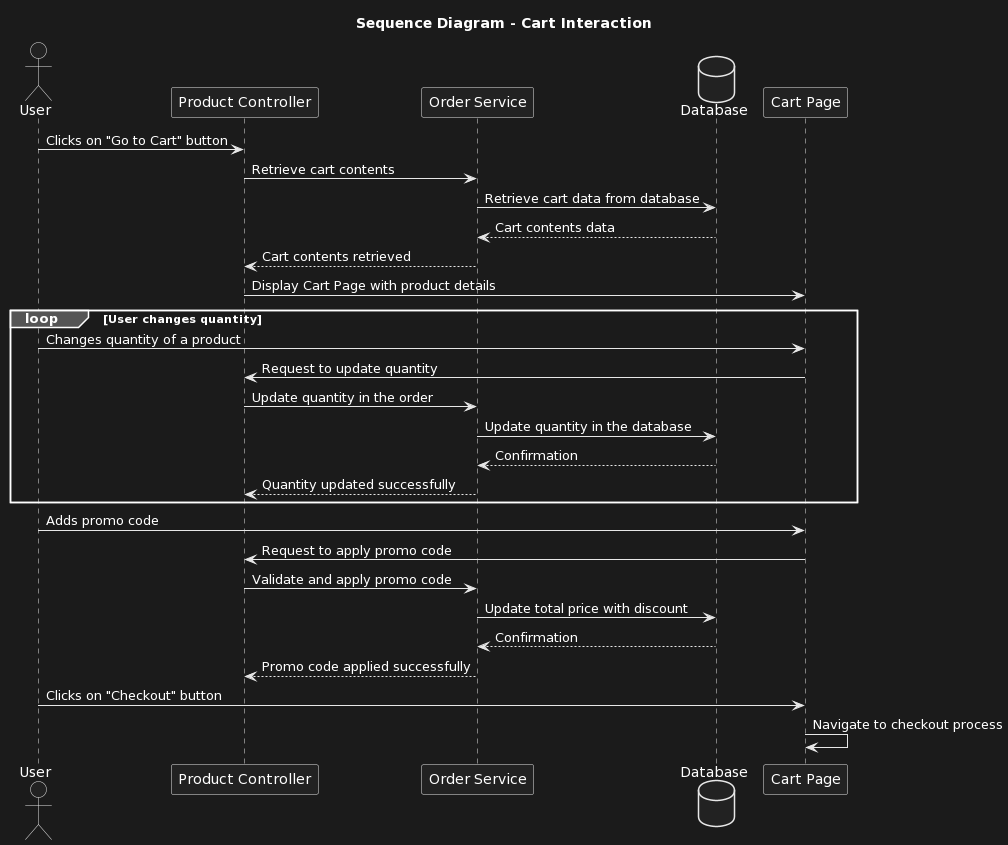 Sequence Diagram - Cart Interaction
User
Product Controller
Order Service
Database
Cart Page
Clicks on "Go to Cart" button
Retrieve cart contents
Retrieve cart data from database
Cart contents data
Cart contents retrieved
Display Cart Page with product details
loop
[User changes quantity]
Changes quantity of a product
Request to update quantity
Update quantity in the order
Update quantity in the database
Confirmation
Quantity updated successfully
Adds promo code
Request to apply promo code
Validate and apply promo code
Update total price with discount
Confirmation
Promo code applied successfully
Clicks on "Checkout" button
Navigate to checkout process
User
Product Controller
Order Service
Database
Cart Page